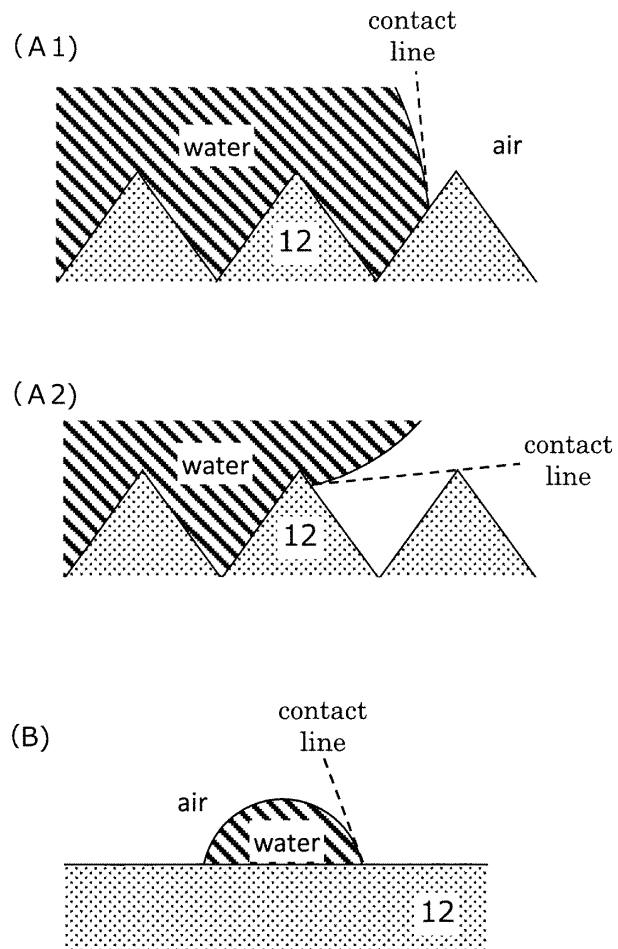 (A1)
contact
line
water
air
12
(A2)
water
contact
line
12
(B)
contact
line
air
water
12